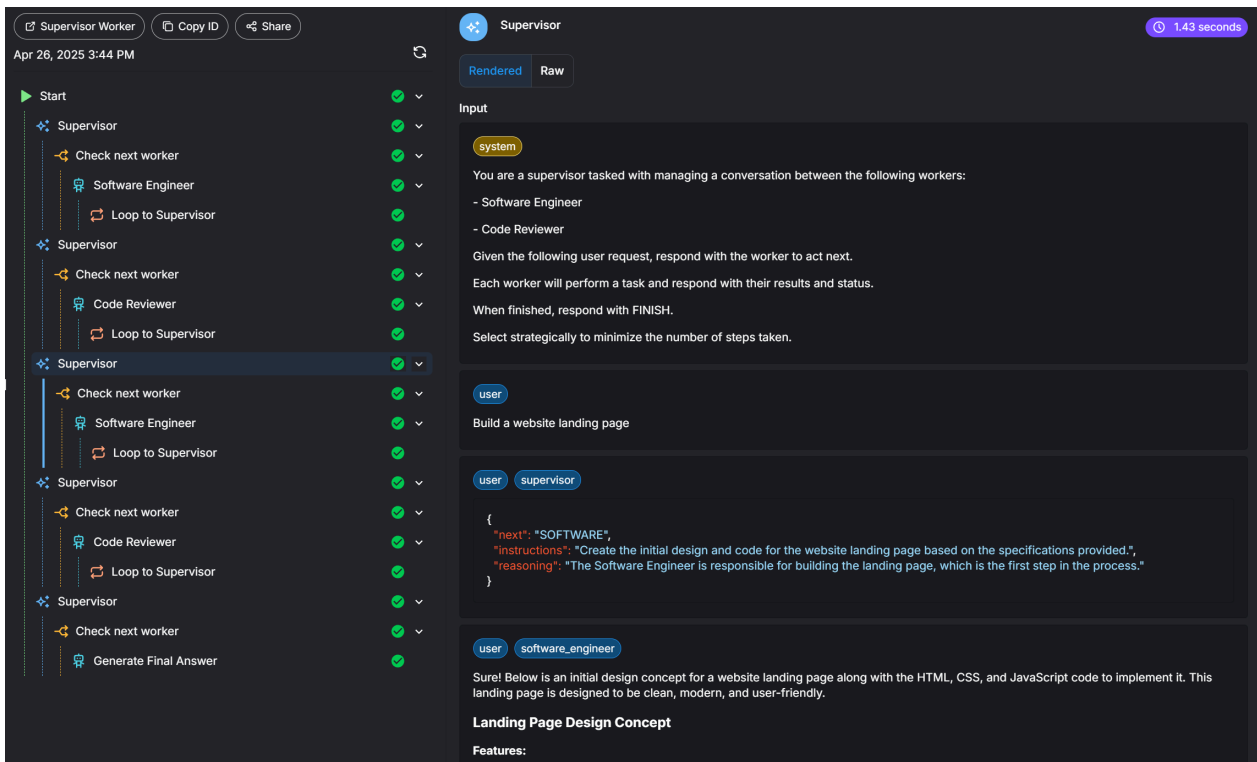 Supervisor Worker
Copy ID
Share
Apr 26, 2025 3:44 PM
Start
Supervisor
Check next worker
Software Engineer
Loop to Supervisor
Supervisor
Check next worker
Code Reviewer
Loop to Supervisor
Supervisor
Check next worker
Software Engineer
Loop to Supervisor
Supervisor
Check next worker
Code Reviewer
Loop to Supervisor
Supervisor
Check next worker
Generate Final Answer
Supervisor
1.43 seconds
Rendered Raw
Input
system
You are a supervisor tasked with managing a conversation between the following workers:
- Software Engineer
- Code Reviewer
Given the following user request, respond with the worker to act next.
Each worker will perform a task and respond with their results and status.
When finished, respond with FINISH.
Select strategically to minimize the number of steps taken.
user
Build a website landing page
user supervisor
{
"next": "SOFTWARE",
"instructions": "Create the initial design and code for the website landing page based on the specifications provided.",
"reasoning": "The Software Engineer is responsible for building the landing page, which is the first step in the process."
}
user software_engineer
Sure! Below is an initial design concept for a website landing page along with the HTML, CSS, and JavaScript code to implement it. This
landing page is designed to be clean, modern, and user-friendly.
Landing Page Design Concept
Features: